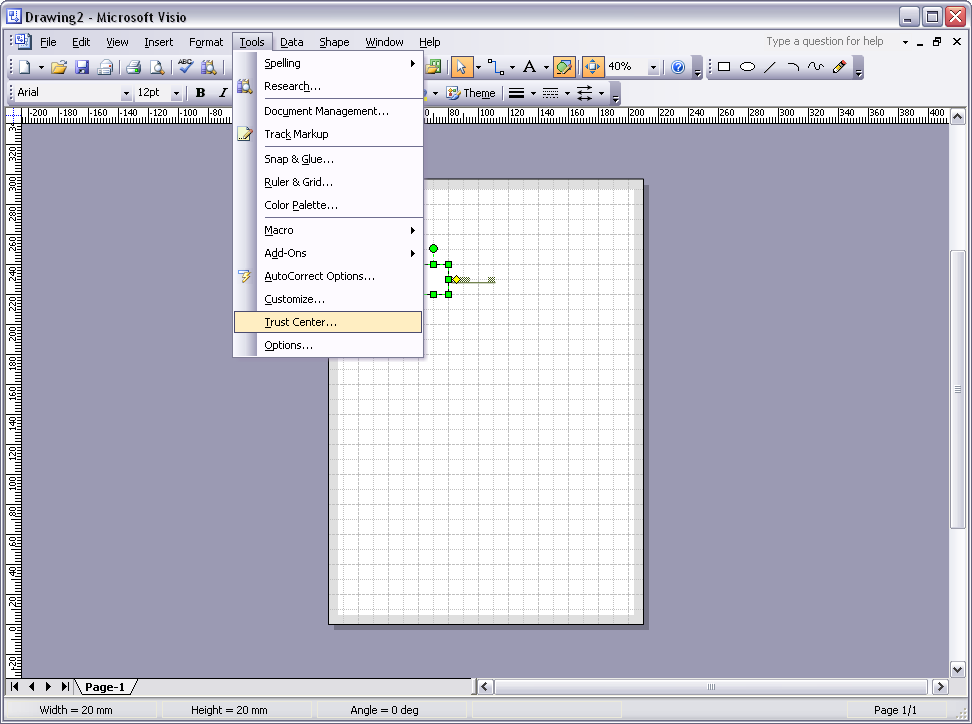 Drawing2 - Microsoft Visio
File Edit View Insert Format Tools Data Shape Window Help Type a question for help
ABC 40%
Arial 12pt B I Theme
-200 -180 -160 -140 -120 -100 -80 80 100 120 140 160 180 200 220 240 260 280 300 320 340 360 380 400
Spelling
Research...
Document Management...
Track Markup
Snap & Glue...
Ruler & Grid...
Color Palette...
Macro
Add-Ons
AutoCorrect Options...
Customize...
Trust Center...
Options...
320
300
280
260
240
220
200
180
160
140
120
100
80
60
40
20
0
-20
Page-1
Width = 20 mm Height = 20 mm Angle = 0 deg Page 1/1